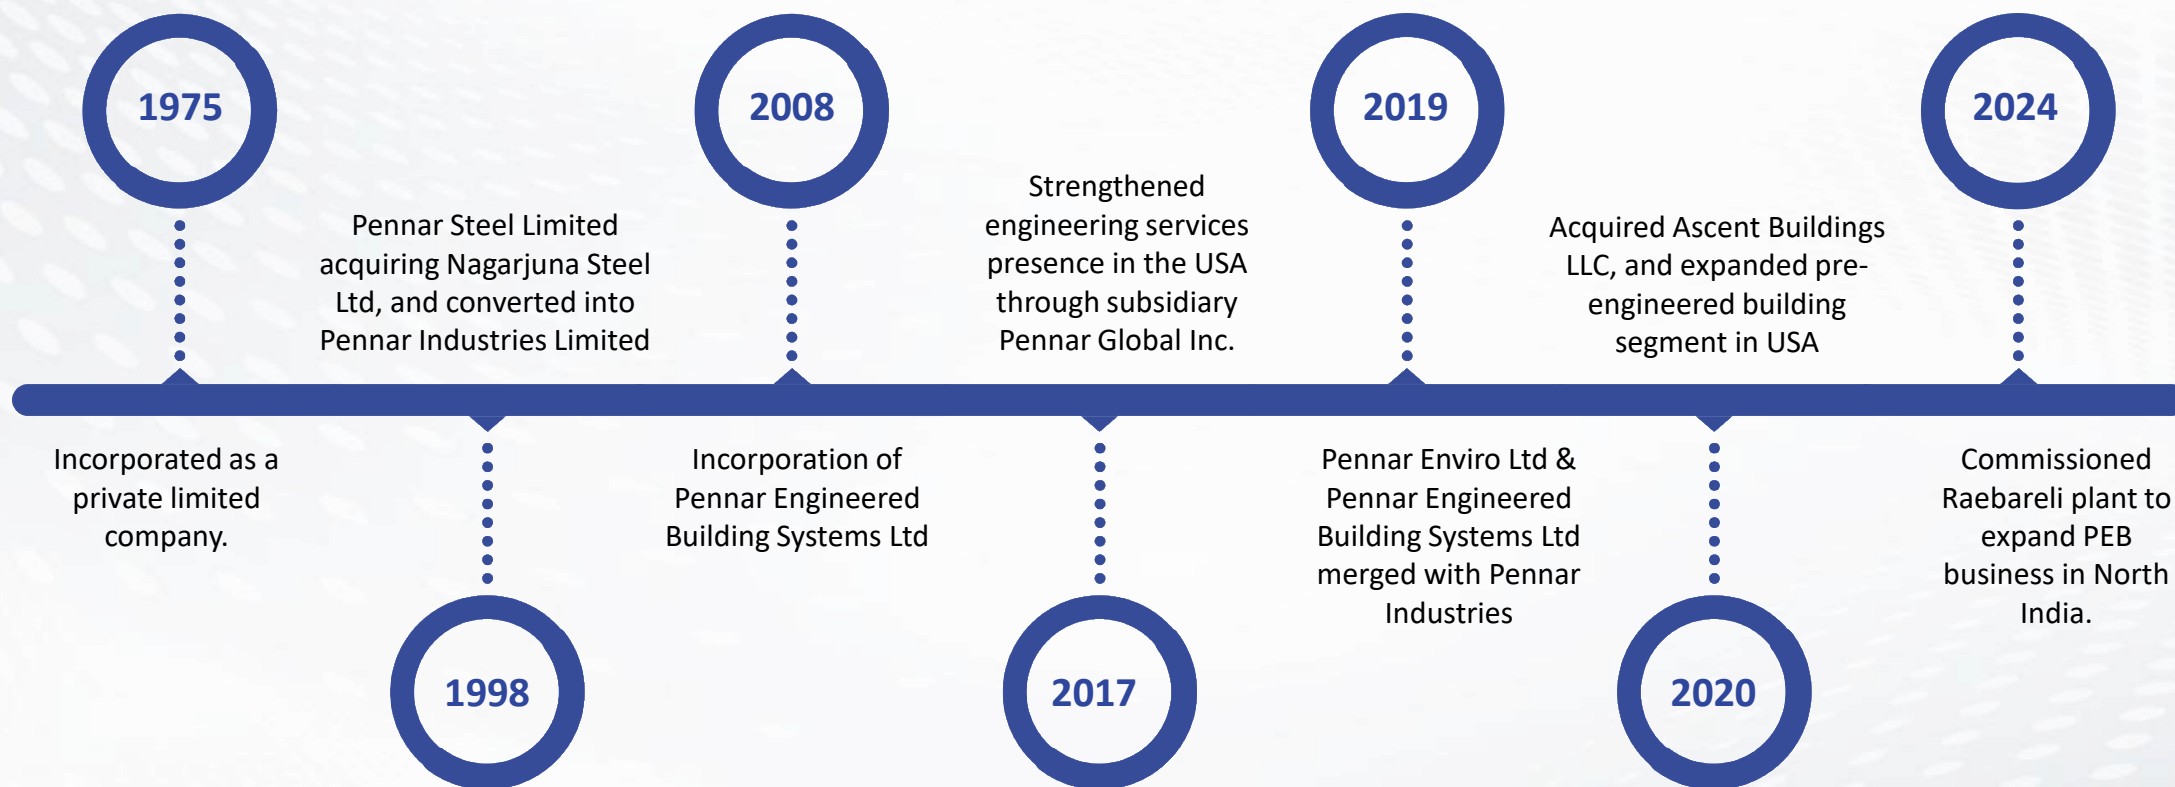 1975
Incorporated as a
private limited
company.
Pennar Steel Limited
acquiring Nagarjuna Steel
Ltd, and converted into
Pennar Industries Limited
1998
2008
Incorporation of
Pennar Engineered
Building Systems Ltd
Strengthened
engineering services
presence in the USA
through subsidiary
Pennar Global Inc.
2017
2019
Pennar Enviro Ltd &
Pennar Engineered
Building Systems Ltd
merged with Pennar
Industries
Acquired Ascent Buildings
LLC, and expanded pre-
engineered building
segment in USA
2020
2024
Commissioned
Raebareli plant to
expand PEB
business in North
India.